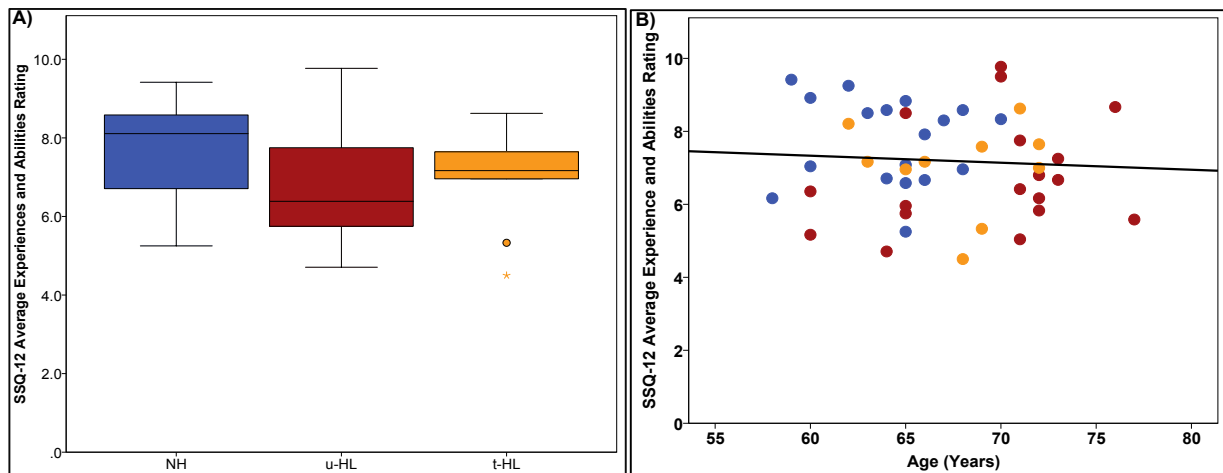 A)
SSQ-12 Average Experiences and Abilities Rating
10.0
8.0
6.0
4.0
2.0
.0
NH
u-HL
t-HL
B)
SSQ-12 Average Experience and Abilities Rating
10
8
6
4
2
0
55
60
65
70
75
80
Age (Years)